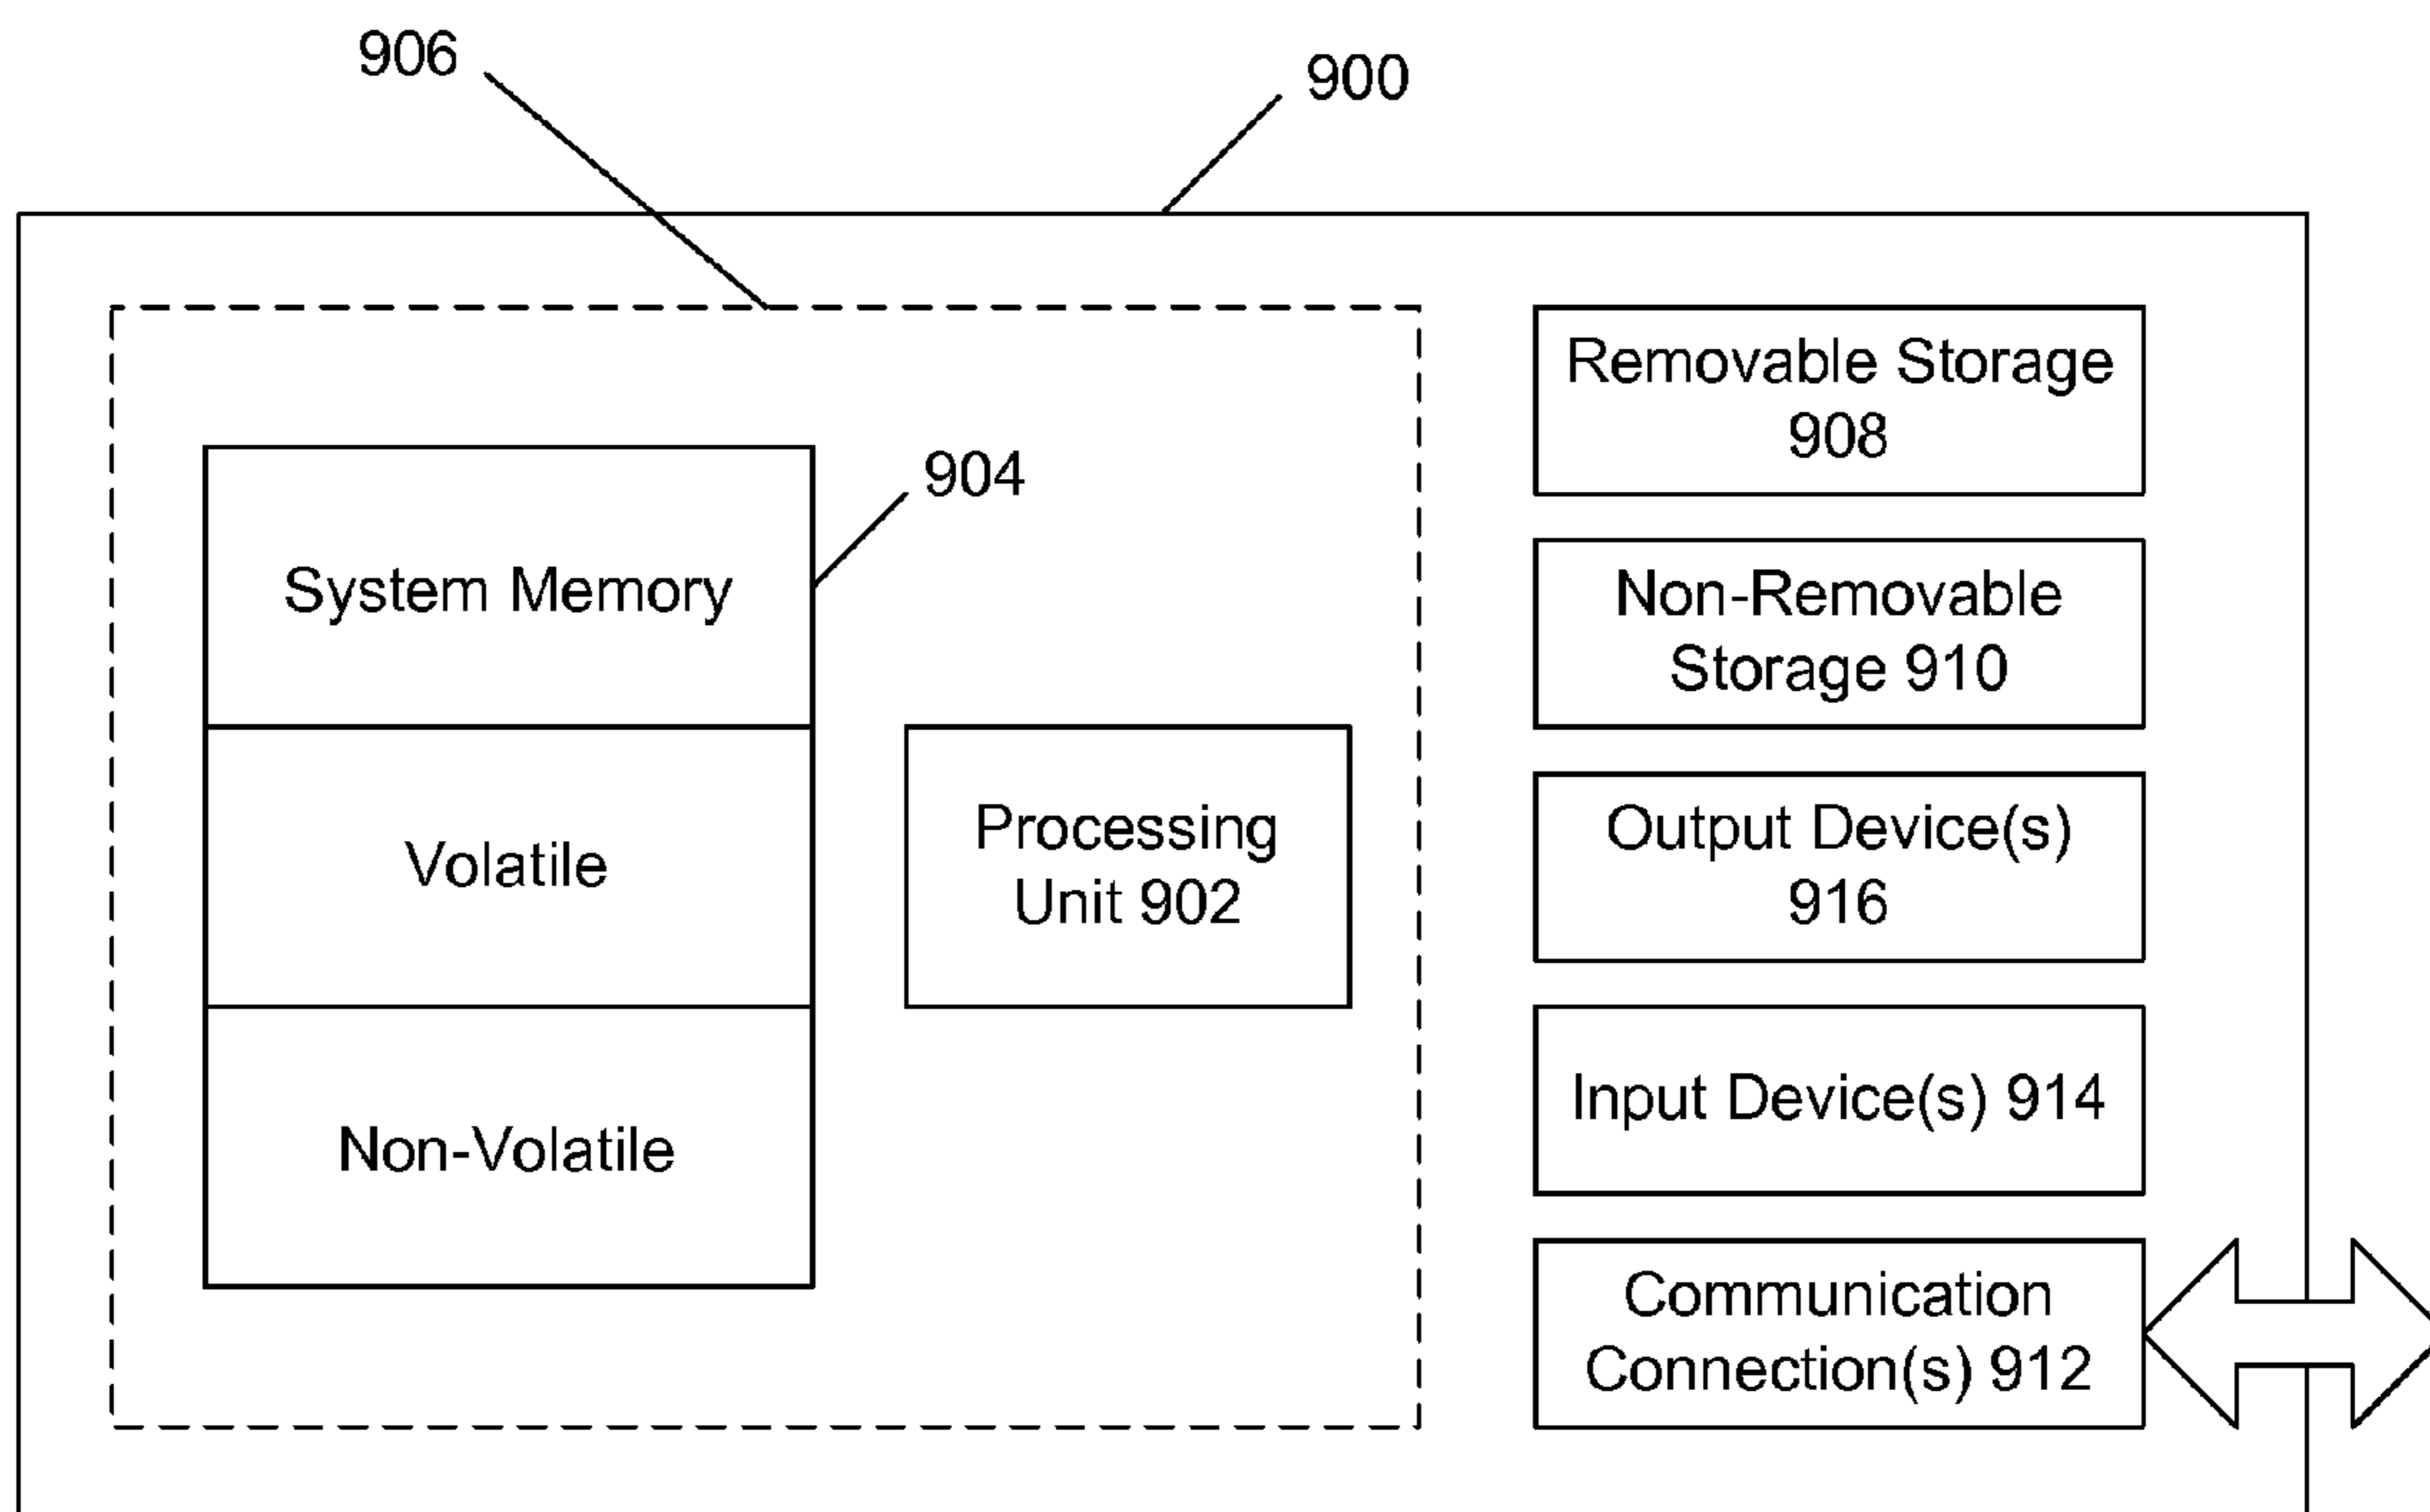 906
900
904
System Memory
Volatile
Non-Volatile
Processing
Unit 902
Removable Storage
908
Non-Removable
Storage 910
Output Device(s)
916
Input Device(s) 914
Communication
Connection(s) 912